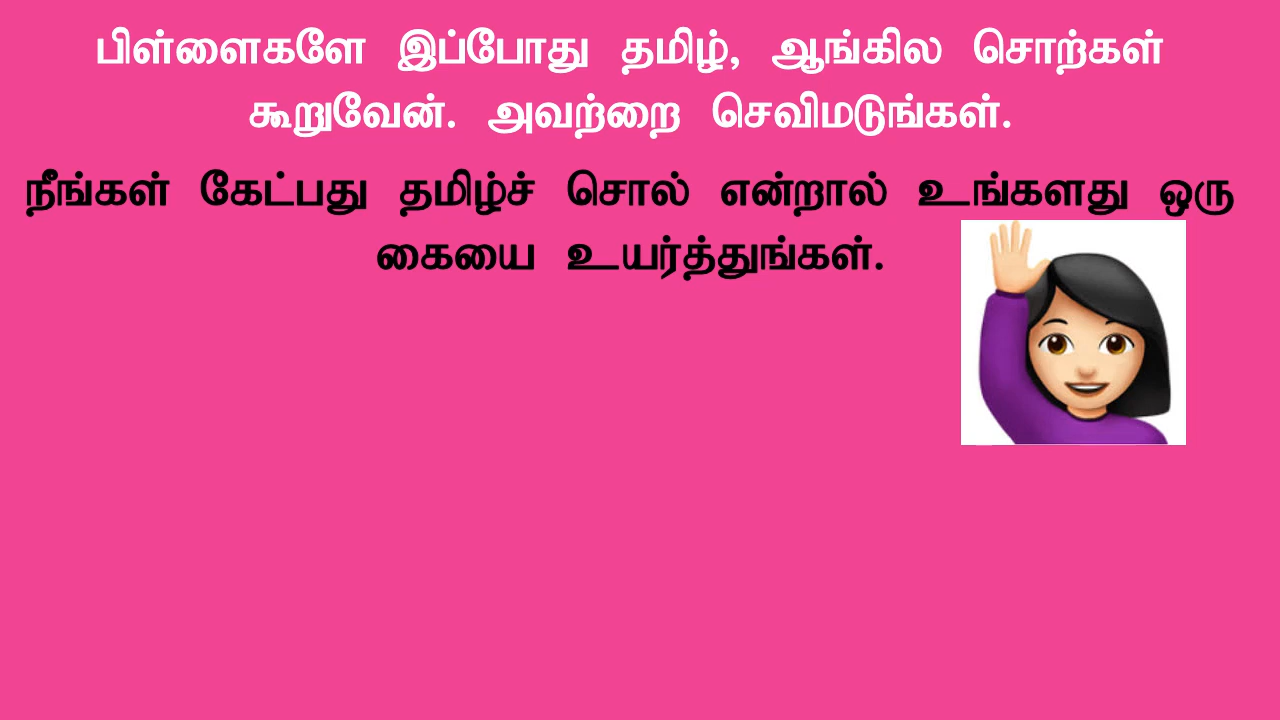 பிள்ளைகளே இப்போது தமிழ், ஆங்கில சொற்கள்
கூறுவேன். அவற்றை செவிமடுங்கள்.
நீங்கள் கேட்பது தமிழ்ச் சொல் என்றால் உங்களது ஒரு
கையை உயர்த்துங்கள்.